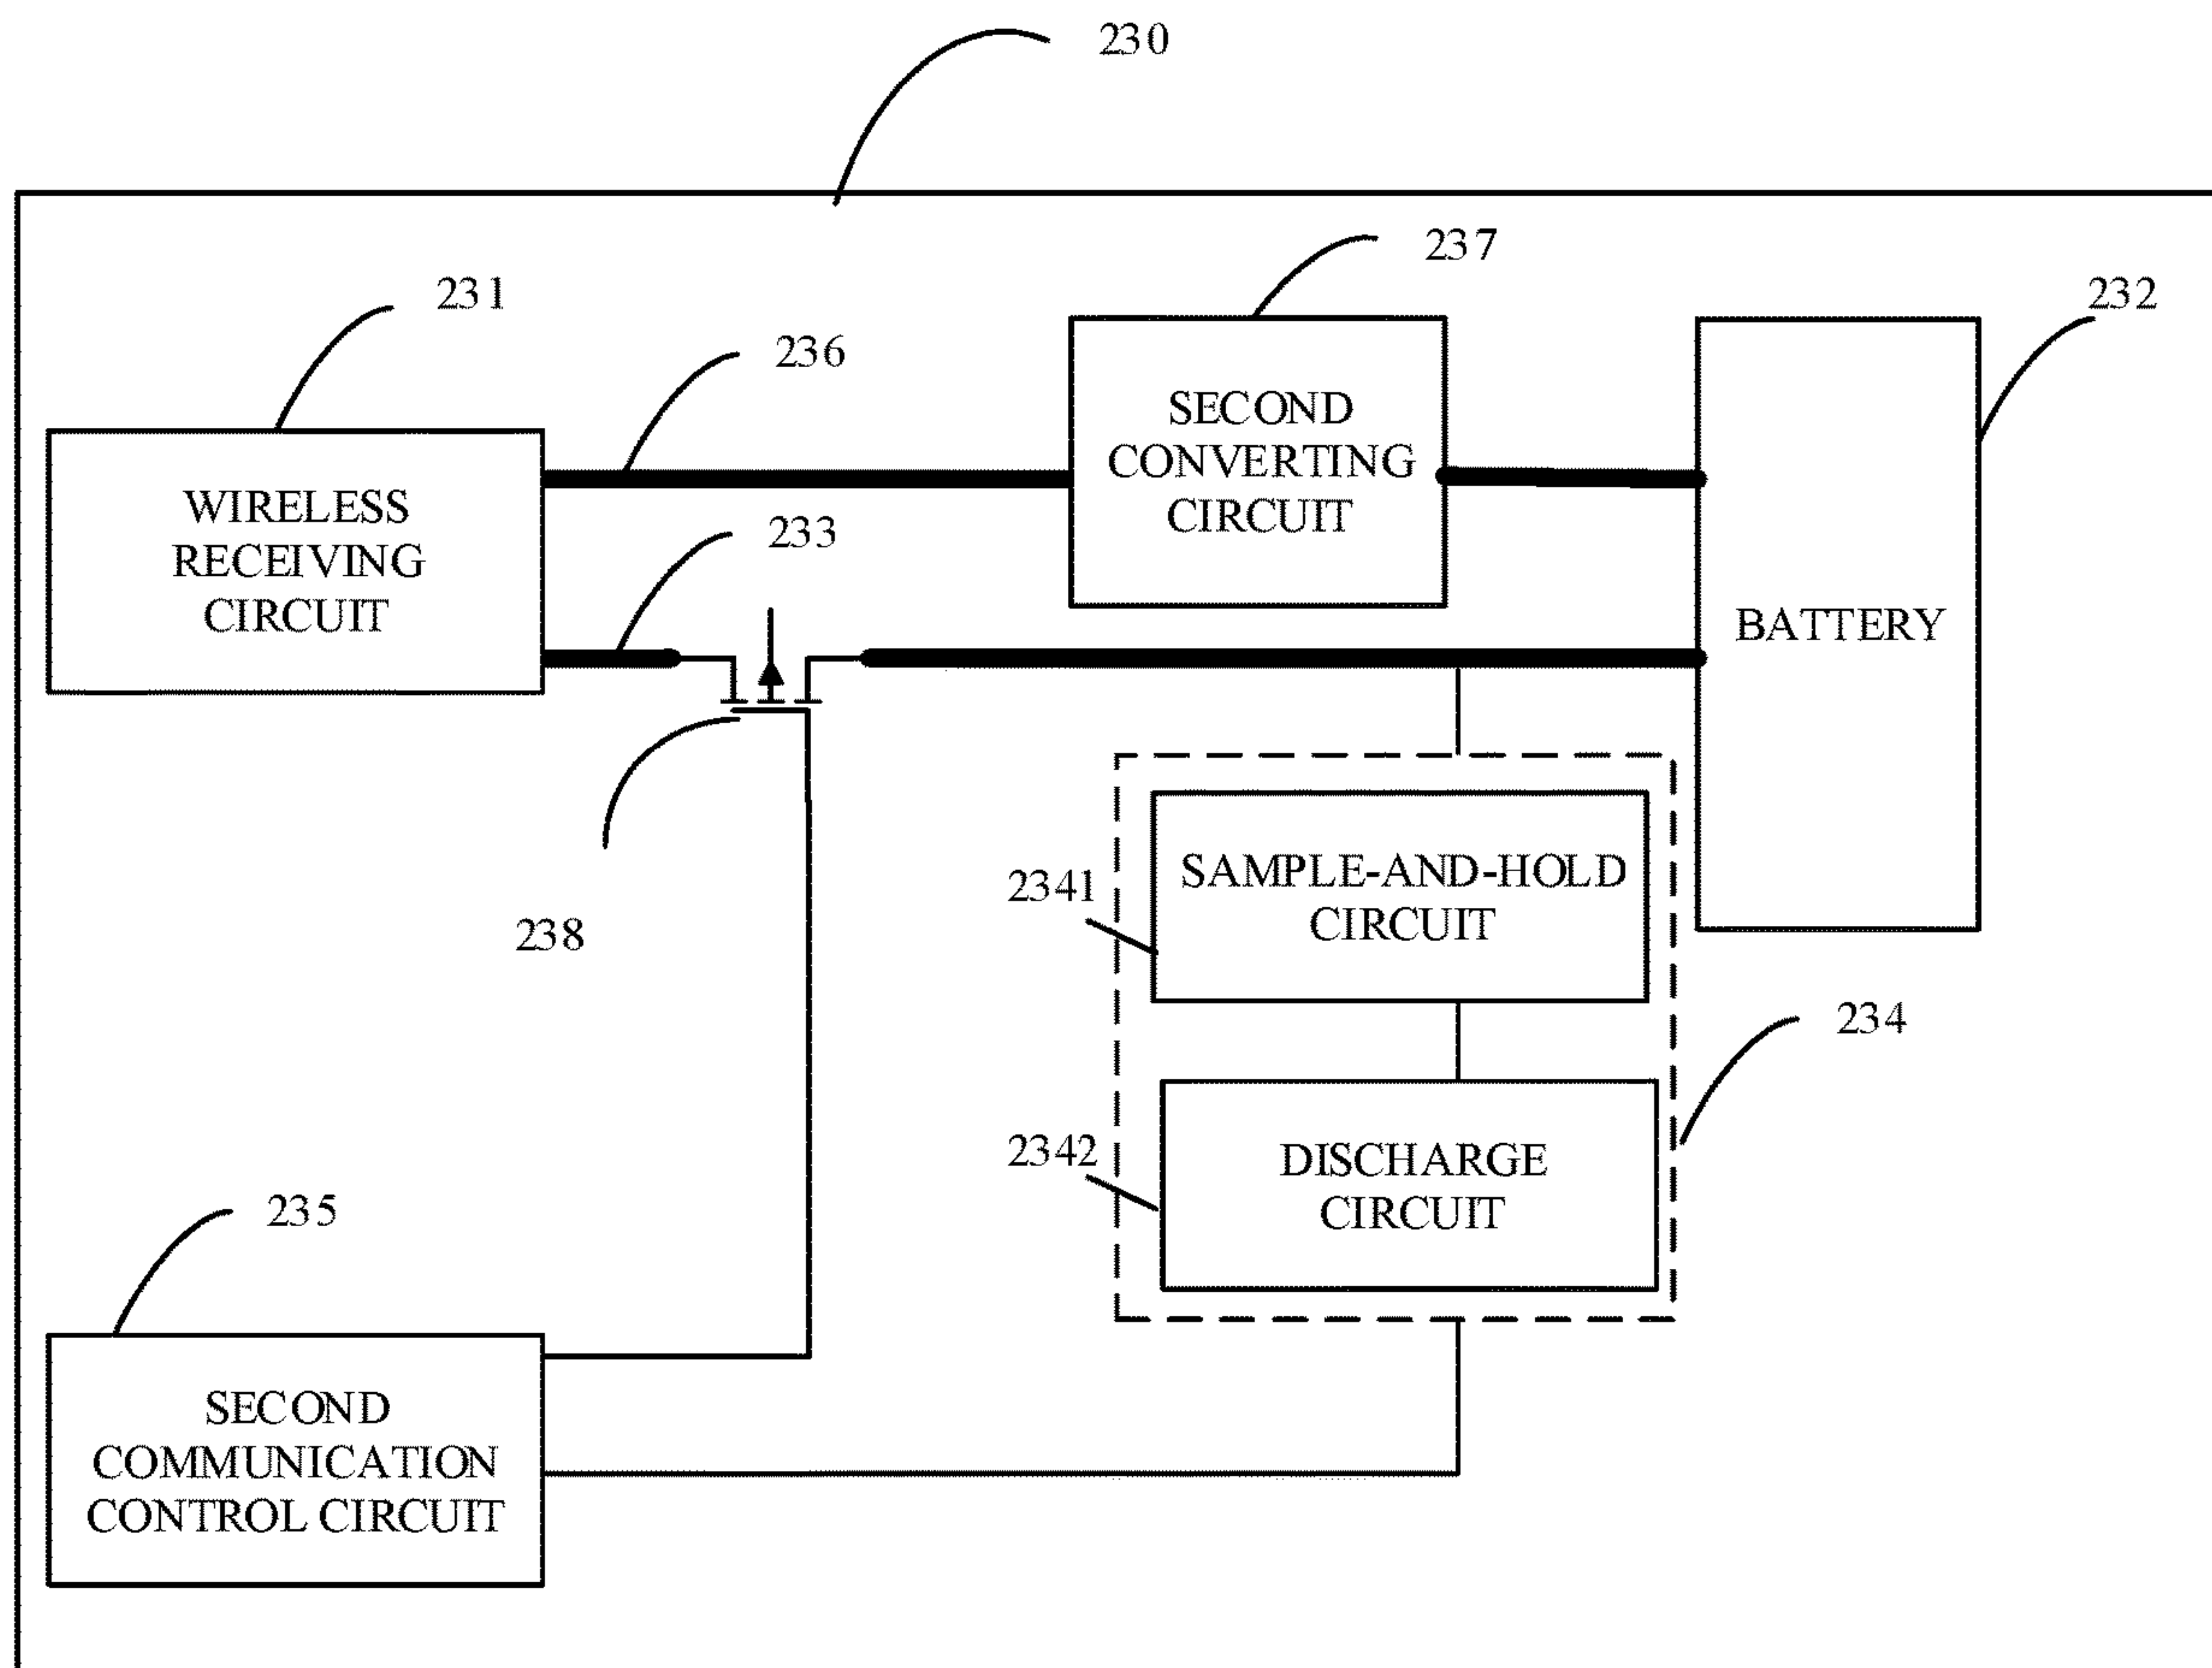 230
237
231
232
236
SECOND
CONVERTING
CIRCUIT
WIRELESS
RECEIVING
CIRCUIT
233
BATTERY
2341
SAMPLE-AND-HOLD
CIRCUIT
238
234
2342
DISCHARGE
CIRCUIT
235
SECOND
COMMUNICATION
CONTROL CIRCUIT